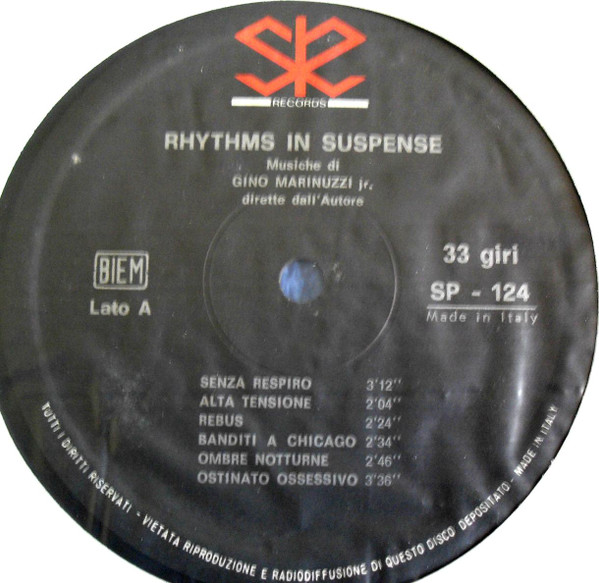 RECORDS
RHYTHMS IN SUSPENSE
Musiche di
GINO MARINUZZI jr.
dirette dall'Autore
BIEM
Lato A
33 giri
SP - 124
Made in Italy
SENZA RESPIRO 3'12''
ALTA TENSIONE 2'04''
REBUS 2'24''
BANDITI A CHICAGO 2'34''
OMBRE NOTTURNE 2'46''
OSTINATO OSSESSIVO 3'36''
TUTTI I DIRITTI RISERVATI - VIETATA RIPRODUZIONE E RADIODIFFUSIONE DI QUESTO DISCO DEPOSITATO - MADE IN ITALY